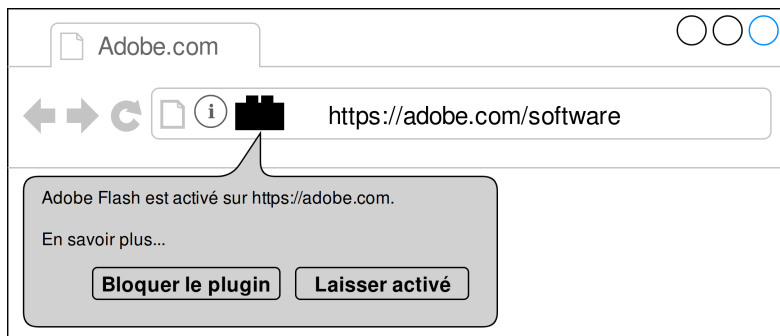 Adobe.com
i
https://adobe.com/software
Adobe Flash est activé sur https://adobe.com.
En savoir plus...
Bloquer le plugin
Laisser activé